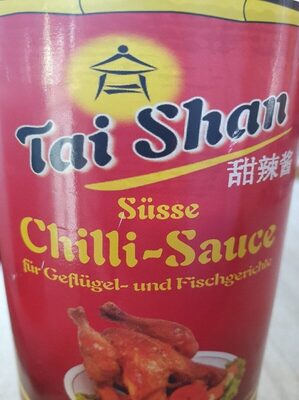 Tai Shan
甜辣酱
Süsse
Chilli-Sauce
für Geflügel- und Fischgerichte